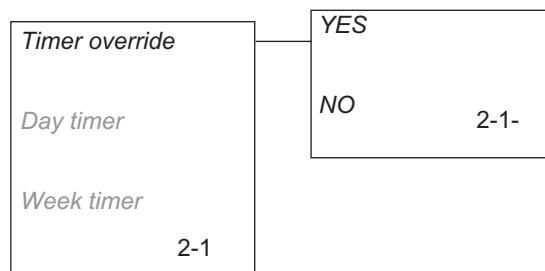 Timer override
Day timer
Week timer
2-1
YES
NO
2-1-